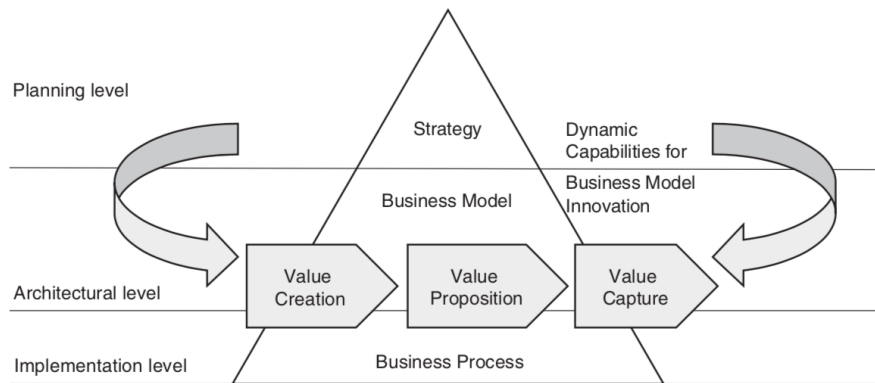 Planning level
Strategy
Dynamic
Capabilities for
Business Model
Business Model
Innovation
Value
Creation
Value
Proposition
Value
Capture
Architectural level
Implementation level
Business Process